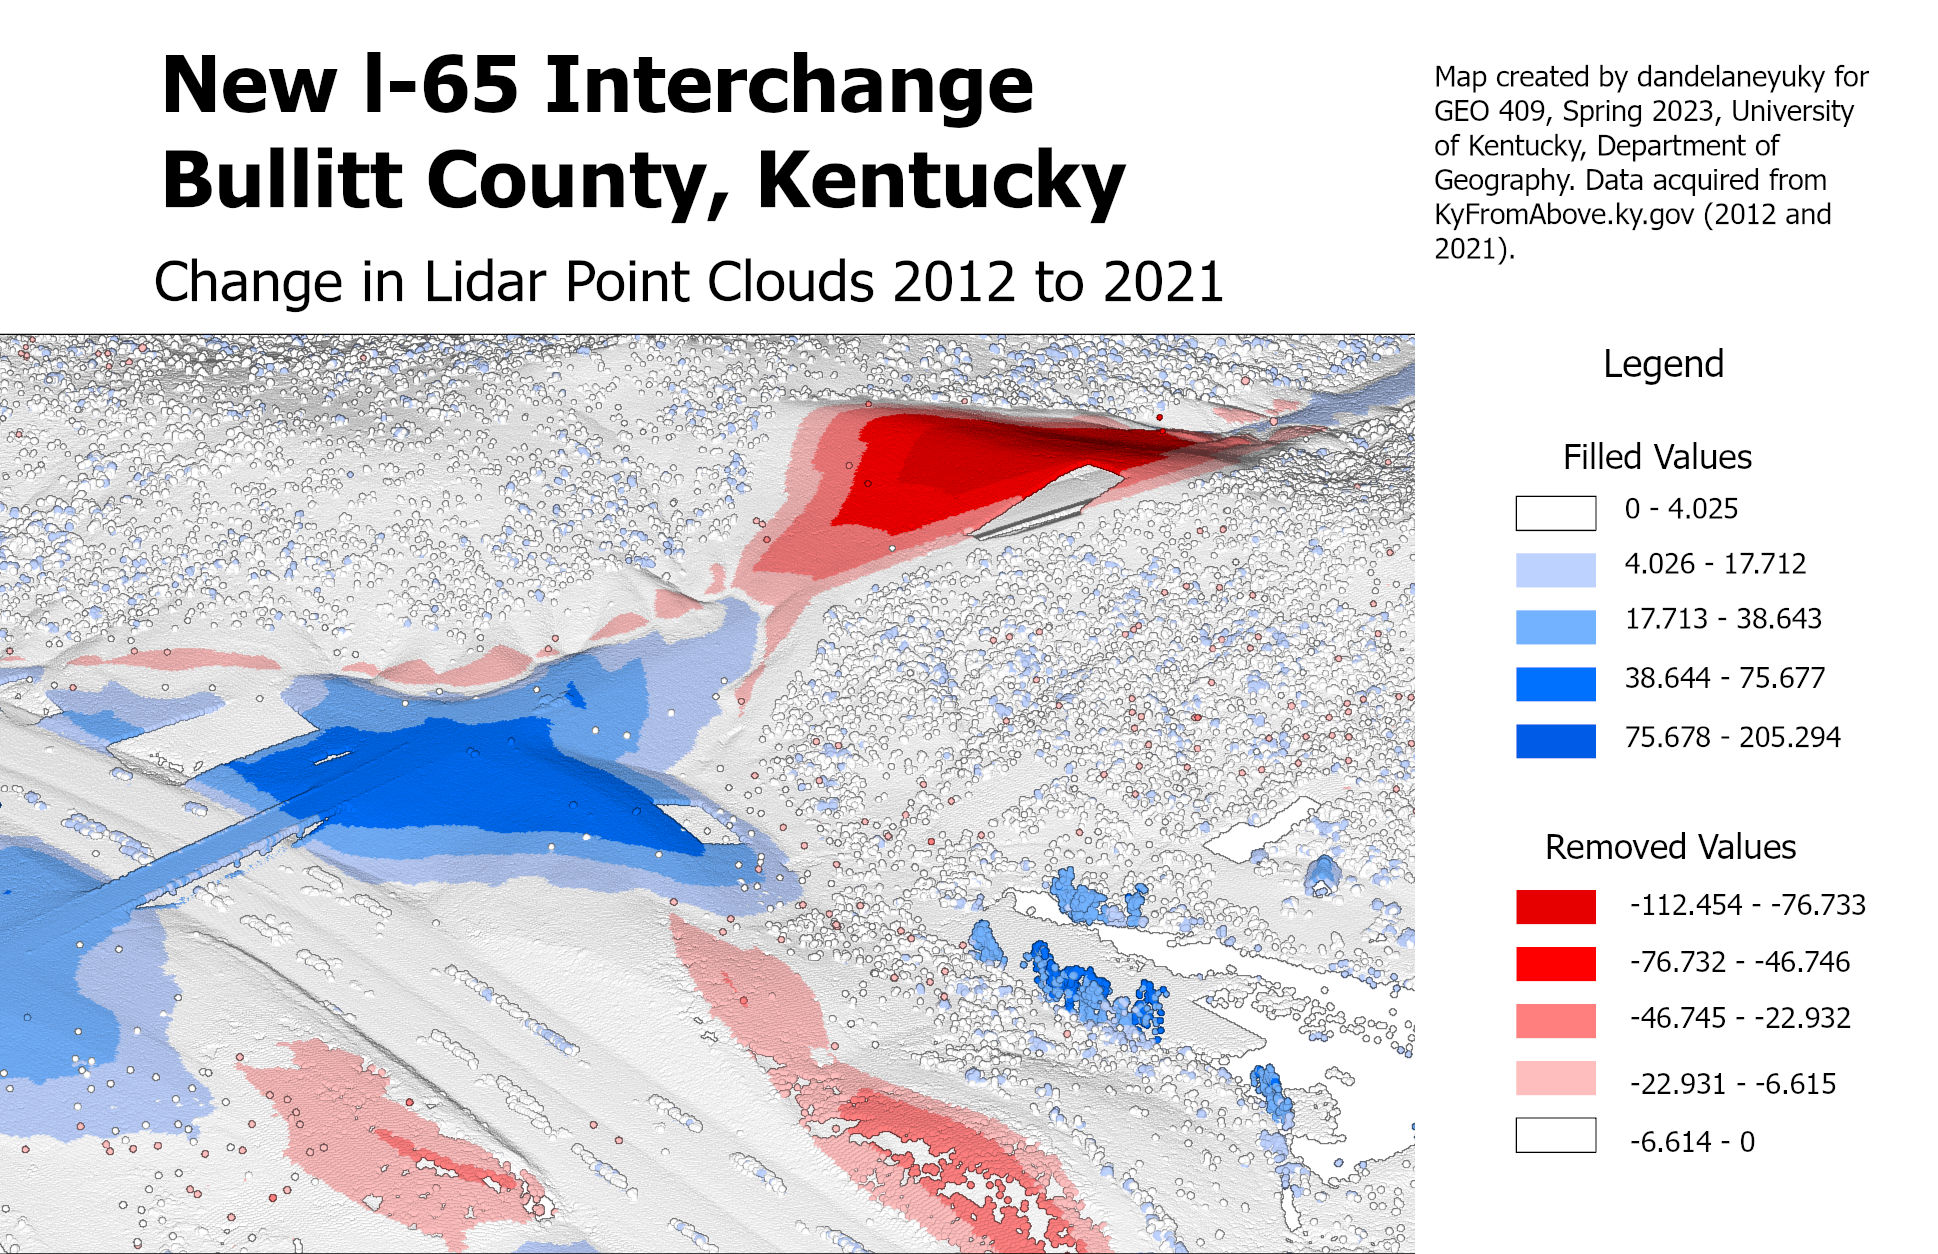 New l-65 Interchange
Bullitt County, Kentucky
Change in Lidar Point Clouds 2012 to 2021
Map created by dandelaneyuky for
GEO 409, Spring 2023, University
of Kentucky, Department of
Geography. Data acquired from
KyFromAbove.ky.gov (2012 and
2021).
Legend
Filled Values
0 - 4.025
4.026 - 17.712
17.713 - 38.643
38.644 - 75.677
75.678 - 205.294
Removed Values
-112.454 - -76.733
-76.732 - -46.746
-46.745 - -22.932
-22.931 - -6.615
-6.614 - 0